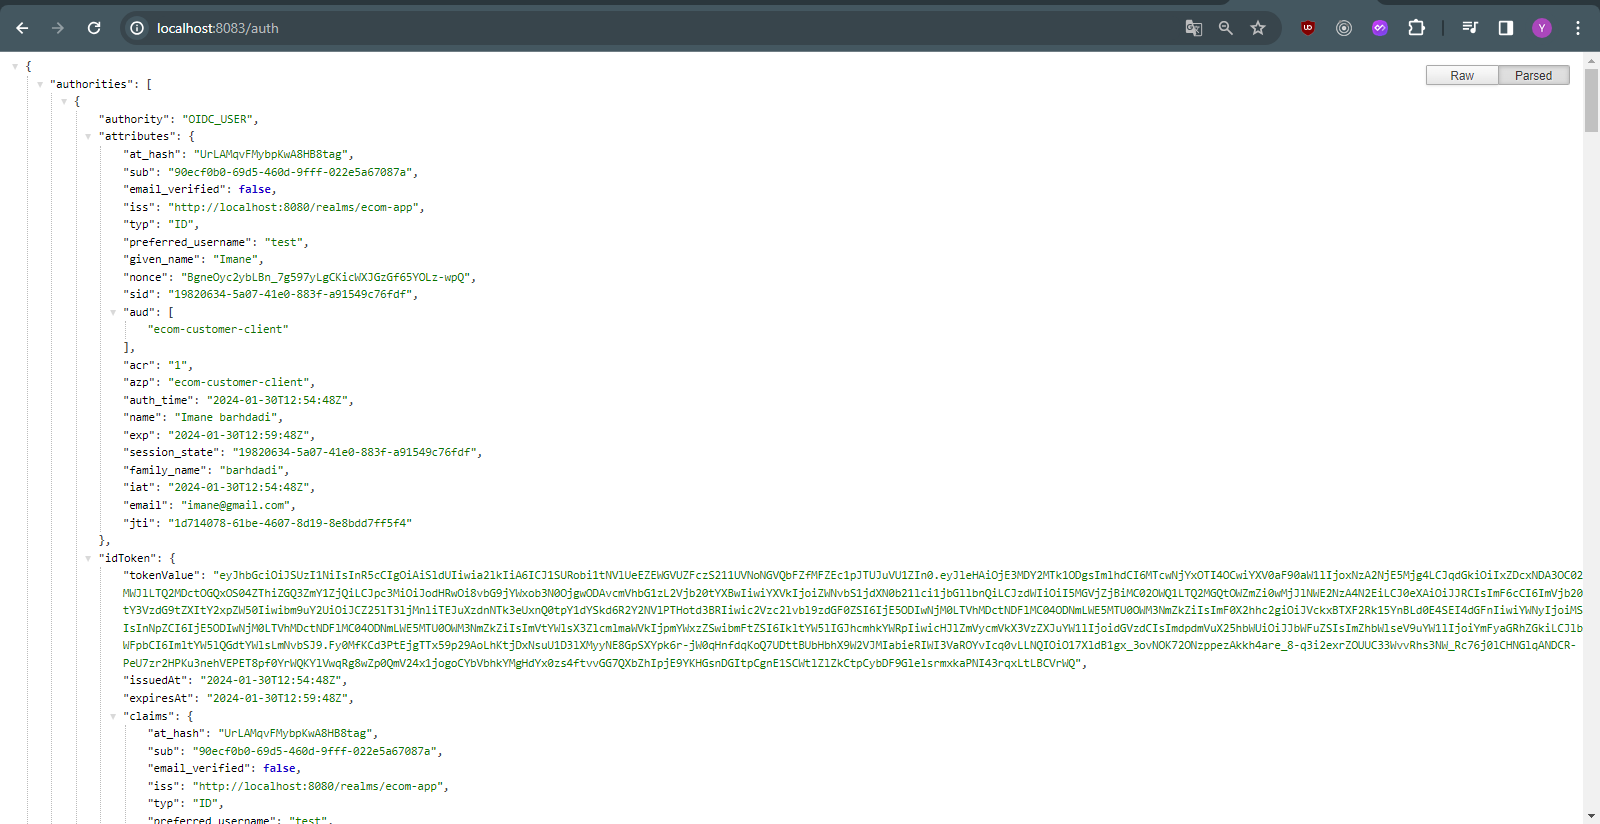 localhost:8083/auth
Y
Raw
Parsed
{
"authorities": [
{
"authority": "OIDC_USER",
"attributes": {
"at_hash": "UrLAMqvFMybpKwA8HB8tag",
"sub": "90ecf0b0-69d5-460d-9fff-022e5a67087a",
"email_verified": false,
"iss": "http://localhost:8080/realms/ecom-app",
"typ": "ID",
"preferred_username": "test",
"given_name": "Imane",
"nonce": "BgneOyc2ybLBn_7g597yLgCKicWXJGzGf65YOLz-wpQ",
"sid": "19820634-5a07-41e0-883f-a91549c76fdf",
"aud": [
"ecom-customer-client"
],
"acr": "1",
"azp": "ecom-customer-client",
"auth_time": "2024-01-30T12:54:48Z",
"name": "Imane barhdadi",
"exp": "2024-01-30T12:59:48Z",
"session_state": "19820634-5a07-41e0-883f-a91549c76fdf",
"family_name": "barhdadi",
"iat": "2024-01-30T12:54:48Z",
"email": "imane@gmail.com",
"jti": "1d714078-61be-4607-8d19-8e8bdd7ff5f4"
},
"idToken": {
"tokenValue":
"issuedAt": "2024-01-30T12:54:48Z",
"expiresAt": "2024-01-30T12:59:48Z",
"claims": {
"at_hash": "UrLAMqvFMybpKwA8HB8tag",
"sub": "90ecf0b0-69d5-460d-9fff-022e5a67087a",
"email_verified": false,
"iss": "http://localhost:8080/realms/ecom-app",
"typ": "ID",
"preferred_username": "test",